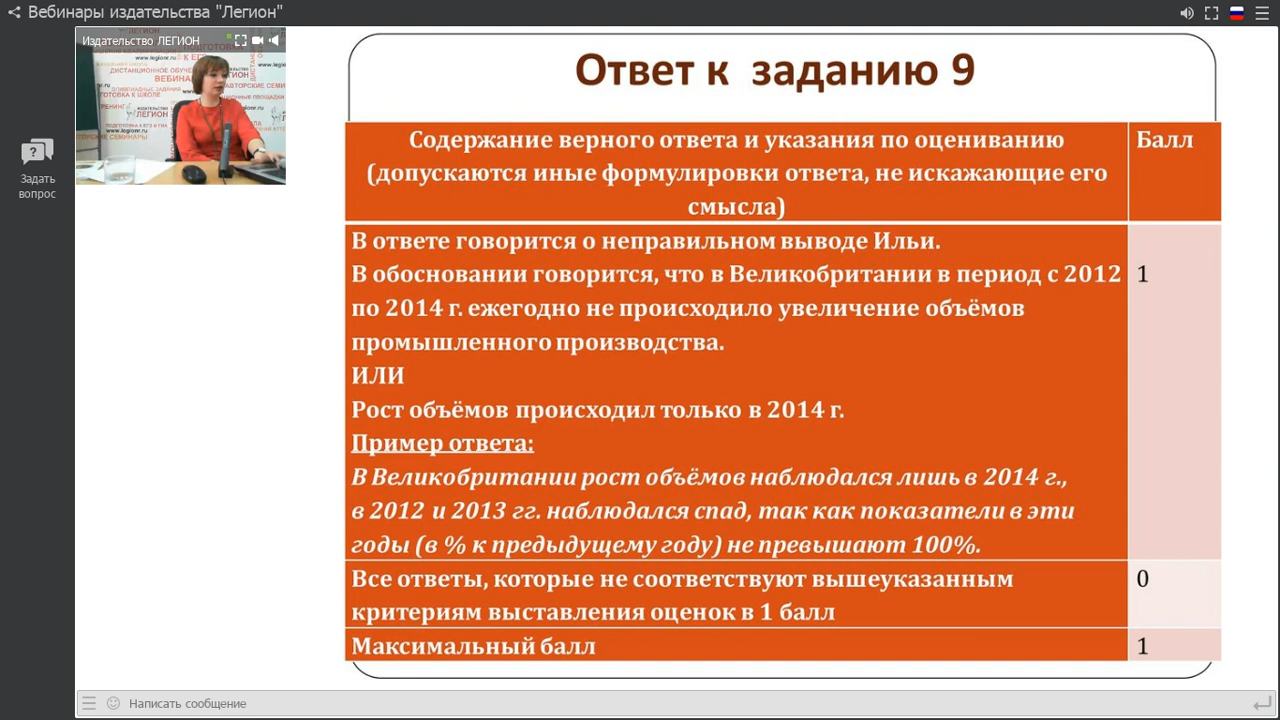 Вебинары издательства "Легион"
Издательство ЛЕГИОН
Задать
вопрос
Ответ к заданию 9
Содержание верного ответа и указания по оцениванию
(допускаются иные формулировки ответа, не искажающие его
смысла)
Балл
В ответе говорится о неправильном выводе Ильи.
В обосновании говорится, что в Великобритании в период с 2012
по 2014 г. ежегодно не происходило увеличение объёмов
промышленного производства.
ИЛИ
Рост объёмов происходил только в 2014 г.
Пример ответа:
В Великобритании рост объёмов наблюдался лишь в 2014 г.,
в 2012 и 2013 гг. наблюдался спад, так как показатели в эти
годы (в % к предыдущему году) не превышают 100%.
1
Все ответы, которые не соответствуют вышеуказанным
критериям выставления оценок в 1 балл
0
Максимальный балл
1
Написать сообщение